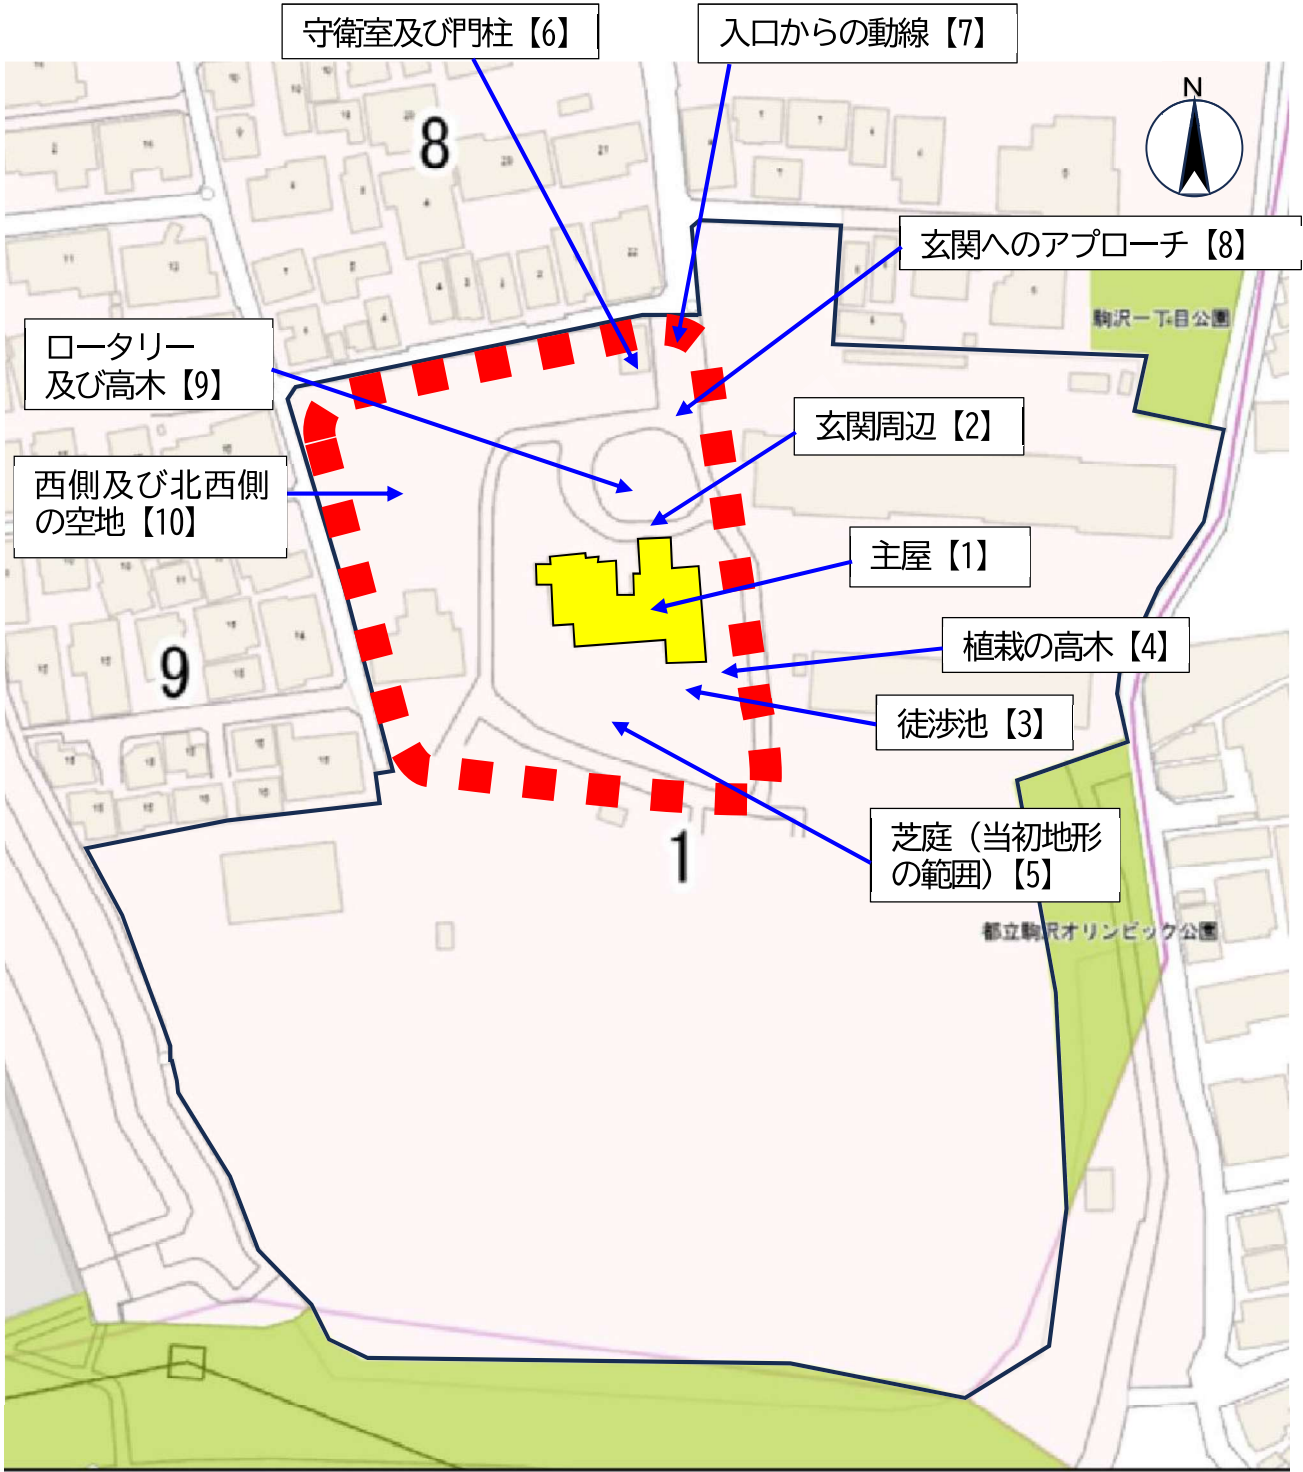 守衛室及び門柱【6】
入口からの動線【7】
N
8
玄関へのアプローチ【8】
駒沢一丁目公園
ロータリー
及び高木【9】
玄関周辺【2】
西側及び北西側
の空地【10】
主屋【1】
植栽の高木【4】
9
徒渉池【3】
芝庭（当初地形
の範囲）【5】
1
都立駒沢オリンピック公園